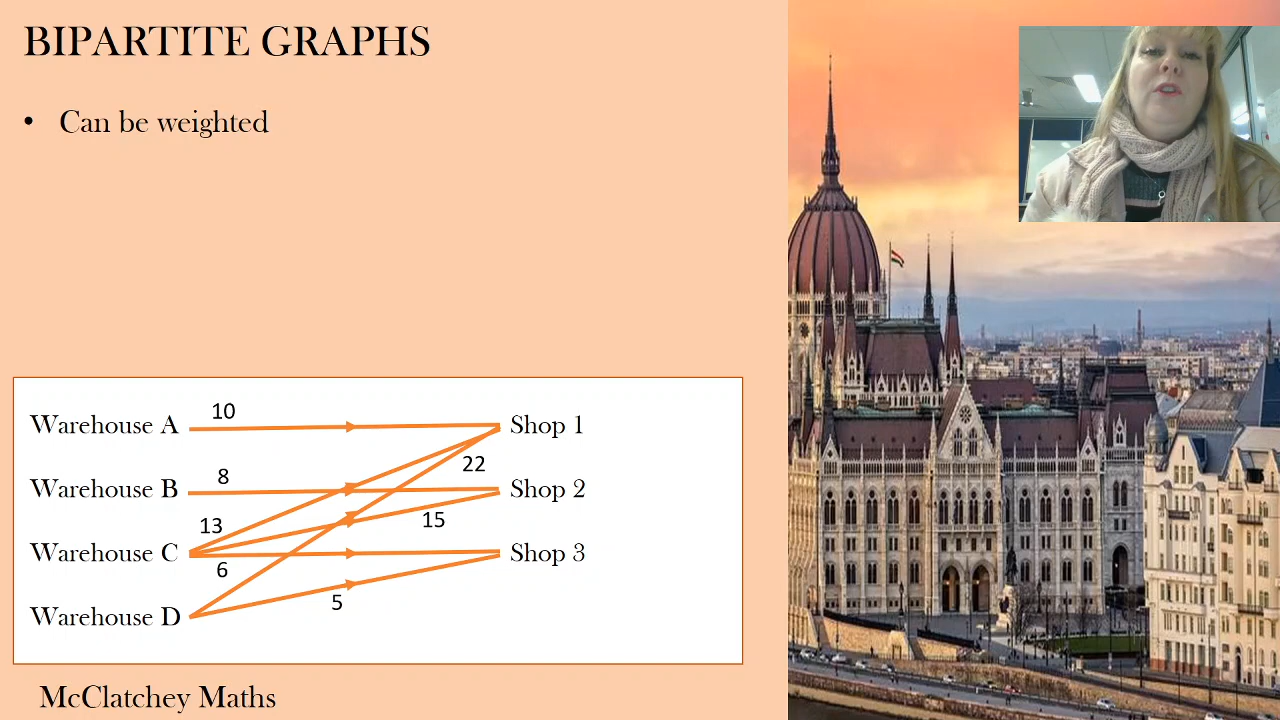 BIPARTITE GRAPHS
• Can be weighted
10
Warehouse A Shop 1
22
8
Warehouse B Shop 2
13 15
Warehouse C Shop 3
6
5
Warehouse D
McClatchey Maths